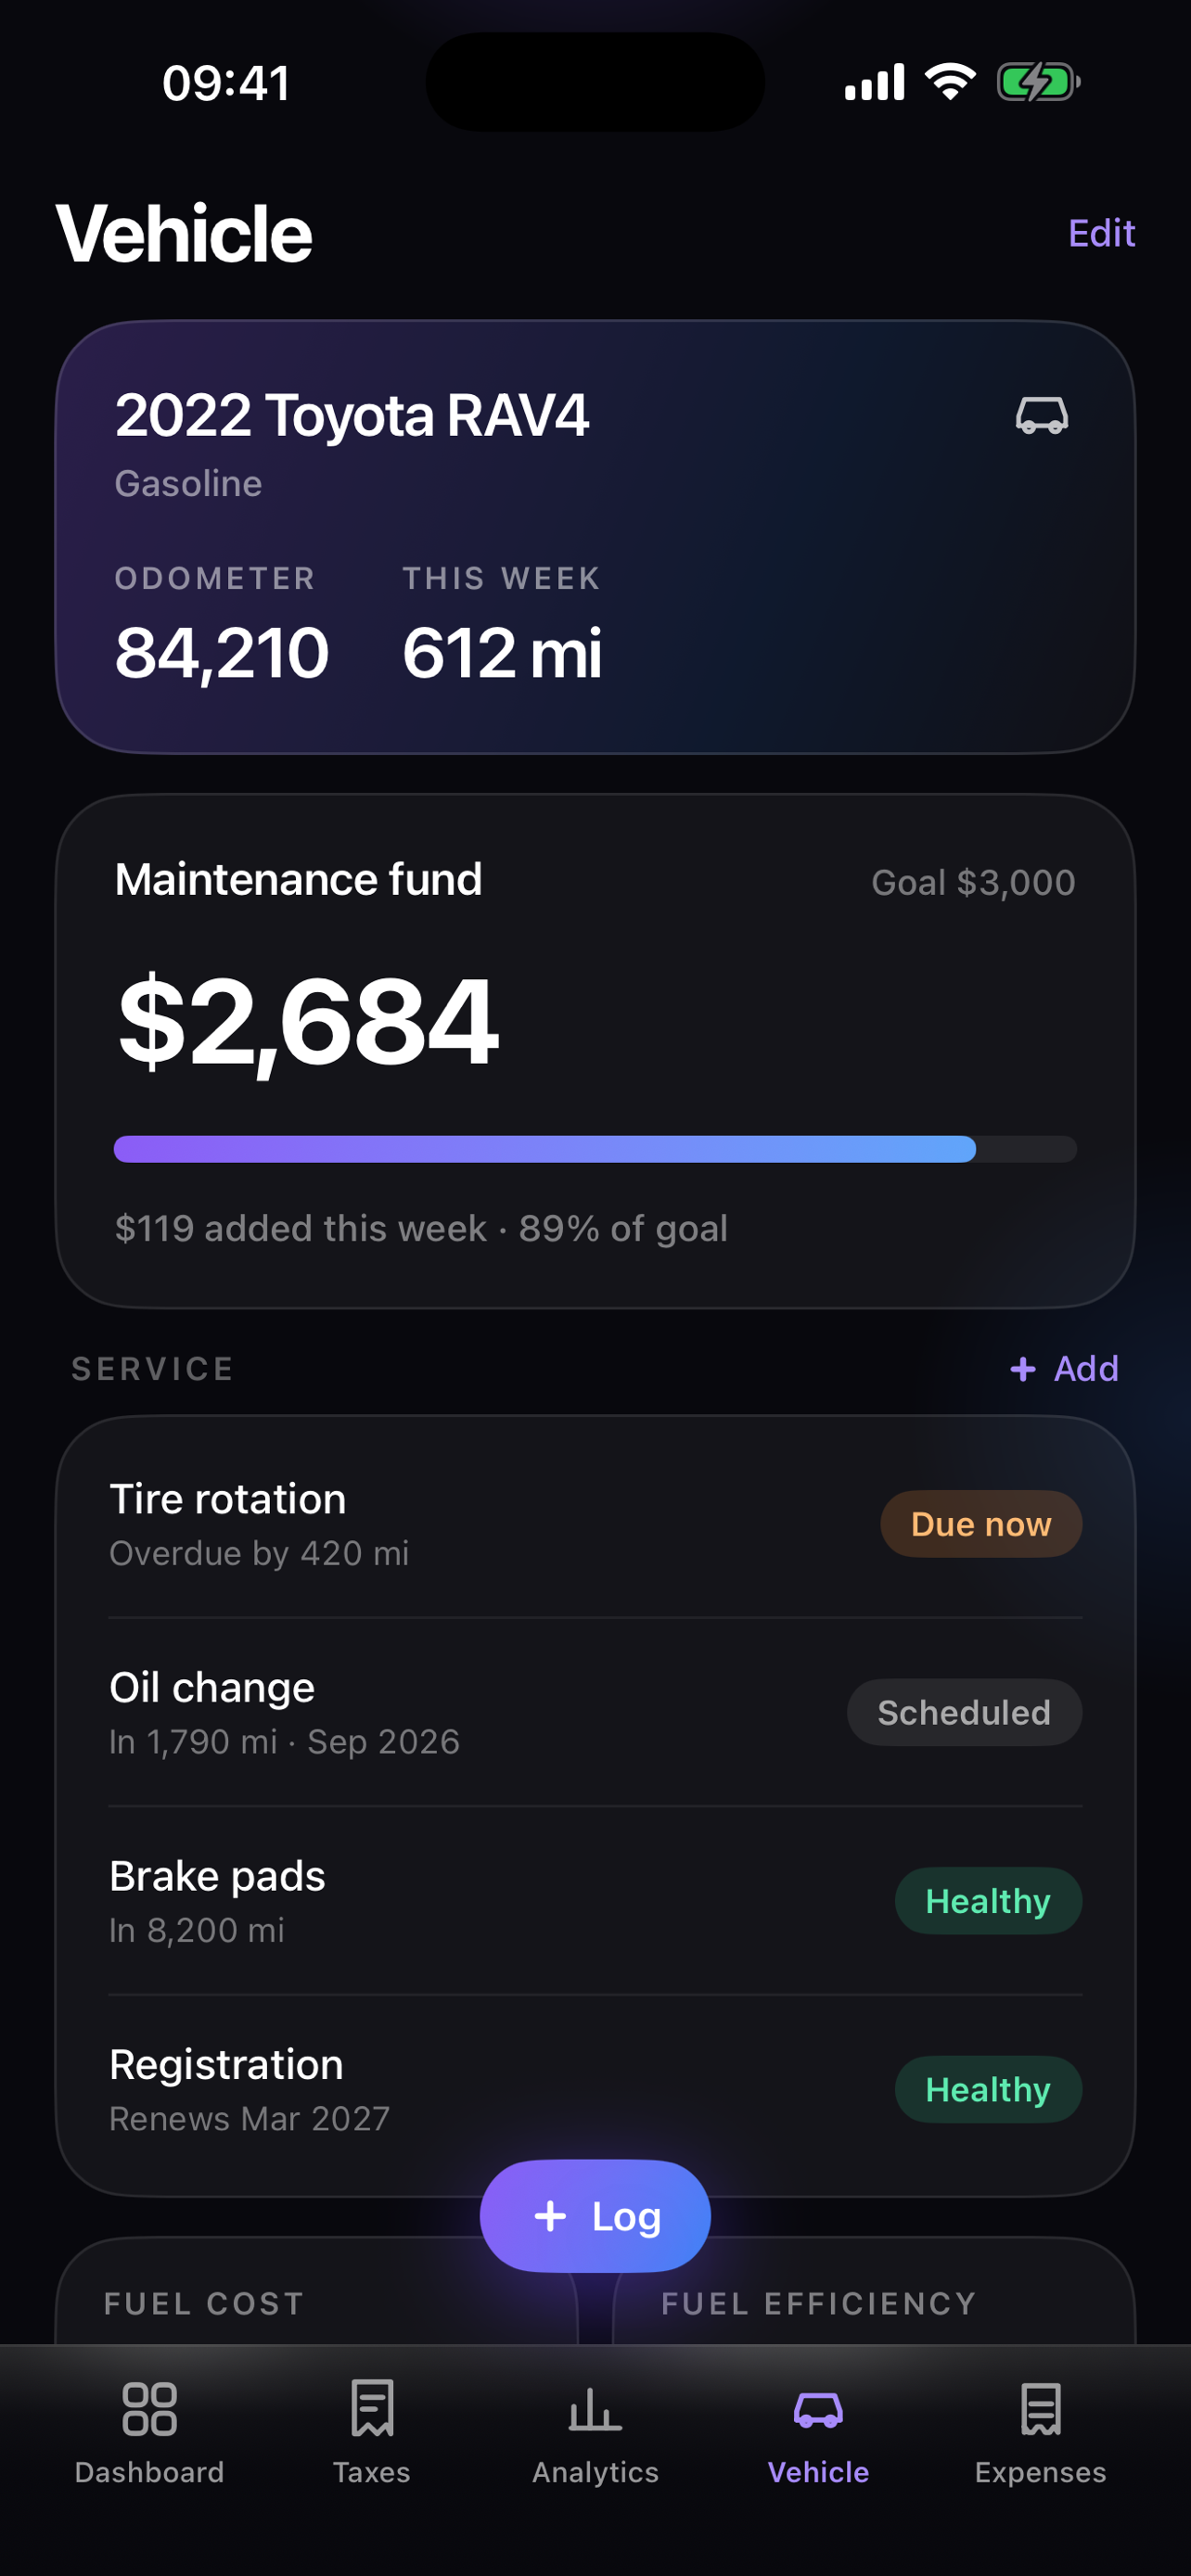 09:41
Vehicle
Edit
2022 Toyota RAV4
Gasoline
ODOMETER THIS WEEK
84,210 612 mi
Maintenance fund Goal $3,000
$2,684
$119 added this week · 89% of goal
SERVICE + Add
Tire rotation
Overdue by 420 mi
Due now
Oil change
In 1,790 mi · Sep 2026
Scheduled
Brake pads
In 8,200 mi
Healthy
Registration
Renews Mar 2027
Healthy
+ Log
FUEL COST FUEL EFFICIENCY
Dashboard Taxes Analytics Vehicle Expenses